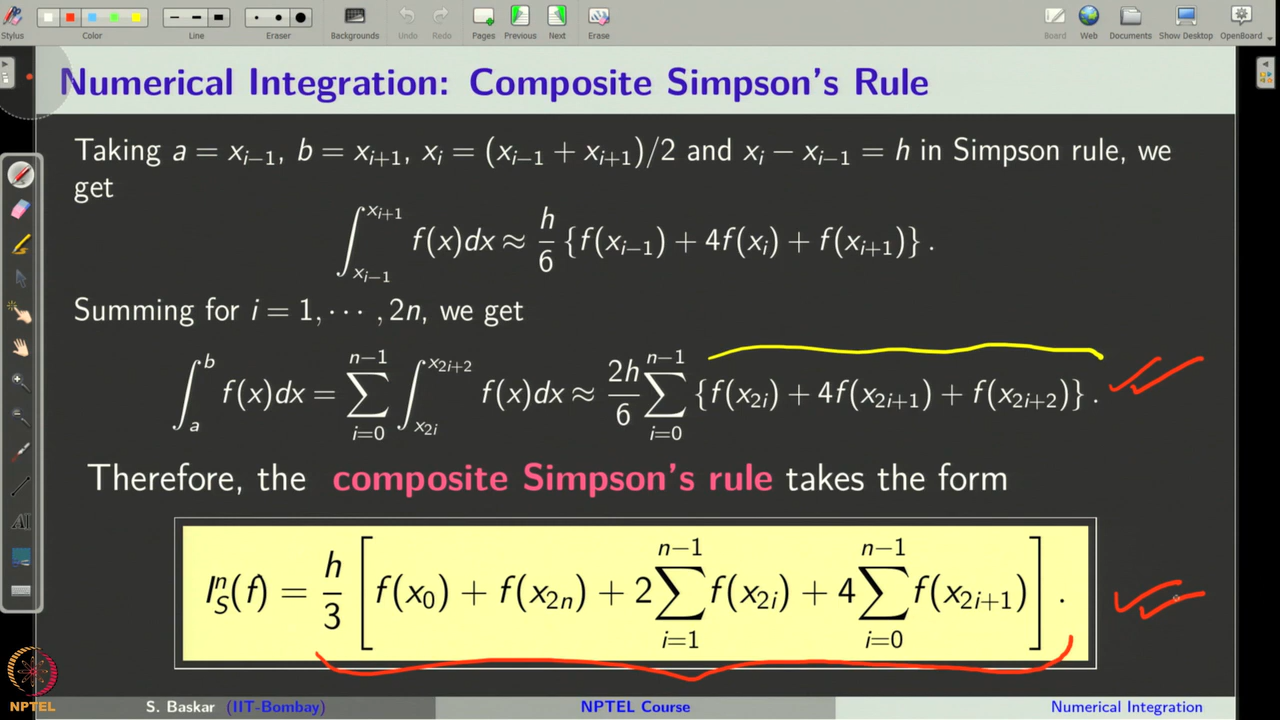 Stylus Color Line Eraser Backgrounds Undo Redo Pages Previous Next Erase Board Web Documents Show Desktop OpenBoard
Numerical Integration: Composite Simpson's Rule
Taking a = x_{i−1}, b = x_{i+1}, x_i = (x_{i−1} + x_{i+1})/2 and x_i − x_{i−1} = h in Simpson rule, we
get
∫_{x_{i−1}}^{x_{i+1}} f(x)dx ≈ h/6 {f(x_{i−1}) + 4f(x_i) + f(x_{i+1})} .
Summing for i = 1, ⋯ , 2n, we get
∫_a^b f(x)dx = ∑_{i=0}^{n−1} ∫_{x_{2i}}^{x_{2i+2}} f(x)dx ≈ 2h/6 ∑_{i=0}^{n−1} {f(x_{2i}) + 4f(x_{2i+1}) + f(x_{2i+2})} .
Therefore, the composite Simpson's rule takes the form
I_S^n(f) = h/3 [ f(x_0) + f(x_{2n}) + 2 ∑_{i=1}^{n−1} f(x_{2i}) + 4 ∑_{i=0}^{n−1} f(x_{2i+1}) ] .
NPTEL
S. Baskar (IIT-Bombay) NPTEL Course Numerical Integration